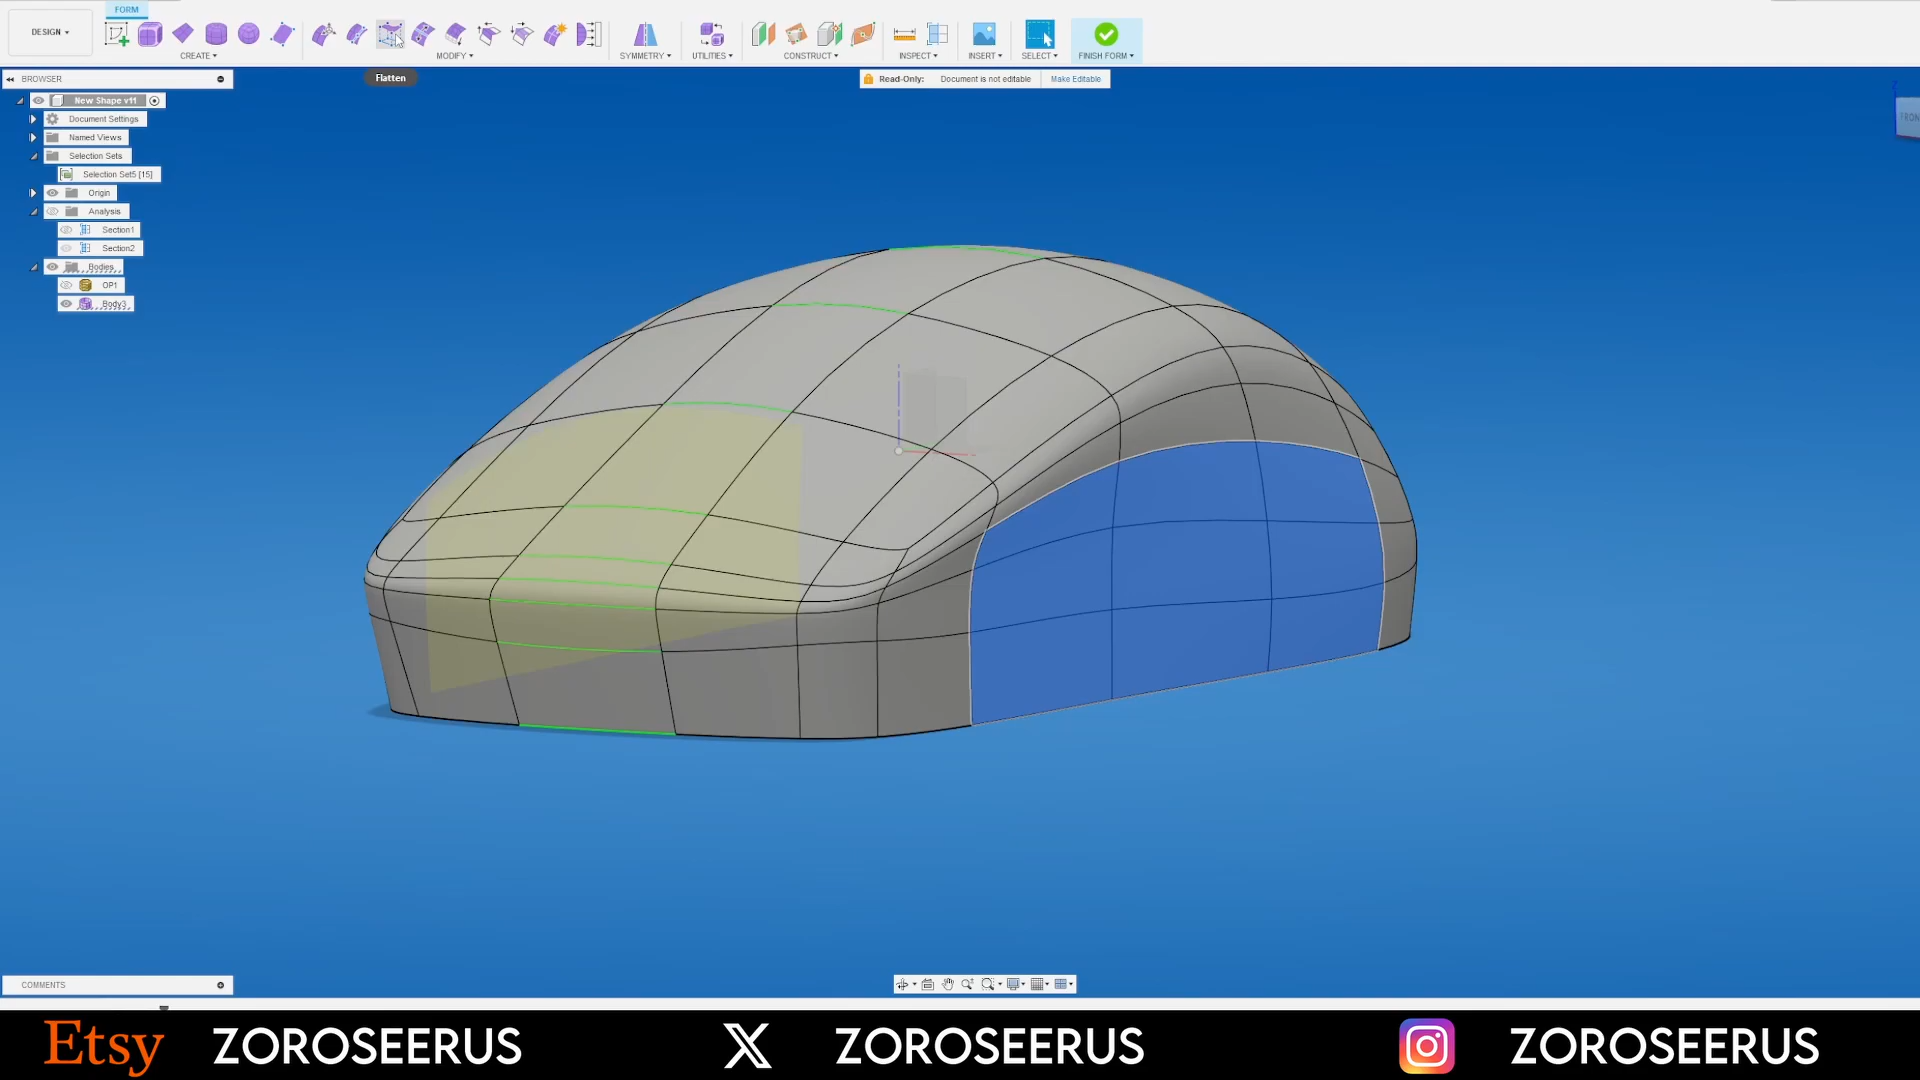 FORM
DESIGN
CREATE
MODIFY
SYMMETRY
UTILITIES
CONSTRUCT
INSPECT
INSERT
SELECT
FINISH FORM
BROWSER
Flatten
Read-Only: Document is not editable Make Editable
New Shape v11
Document Settings
Named Views
Selection Sets
Selection Set5 [15]
Origin
Analysis
Section1
Section2
Bodies
OP1
Body3
COMMENTS
Etsy ZOROSEERUS X ZOROSEERUS ZOROSEERUS